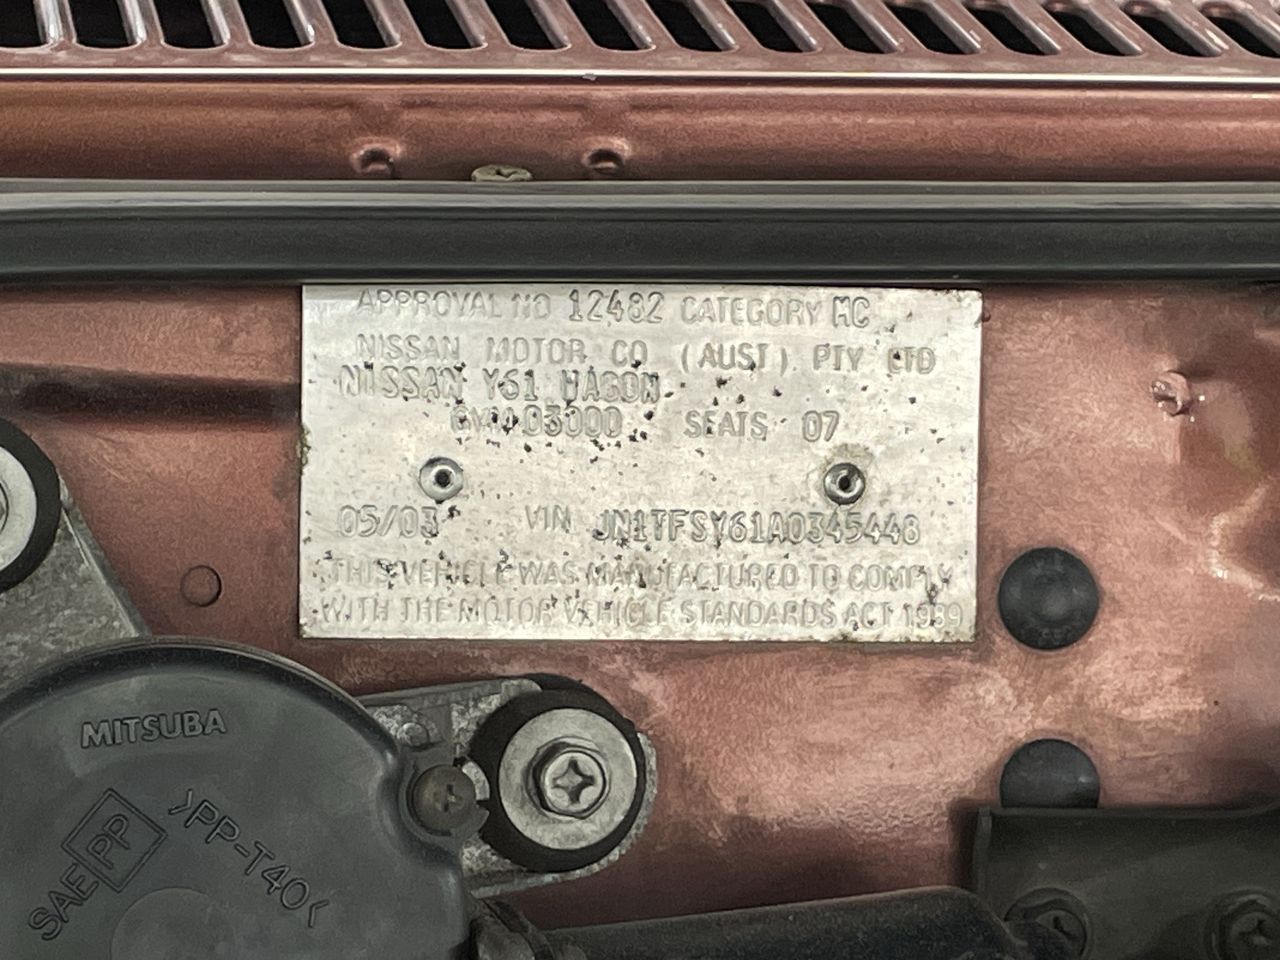 APPROVAL NO 12482 CATEGORY MC
NISSAN MOTOR CO (AUST) PTY LTD
NISSAN Y61 WAGON
GVM 03000 SEATS 07
05/03 VIN JN1TFSY61A0345448
THIS VEHICLE WAS MANUFACTURED TO COMPLY
WITH THE MOTOR VEHICLE STANDARDS ACT 1989
MITSUBA
SAE PP
>PP-T40<